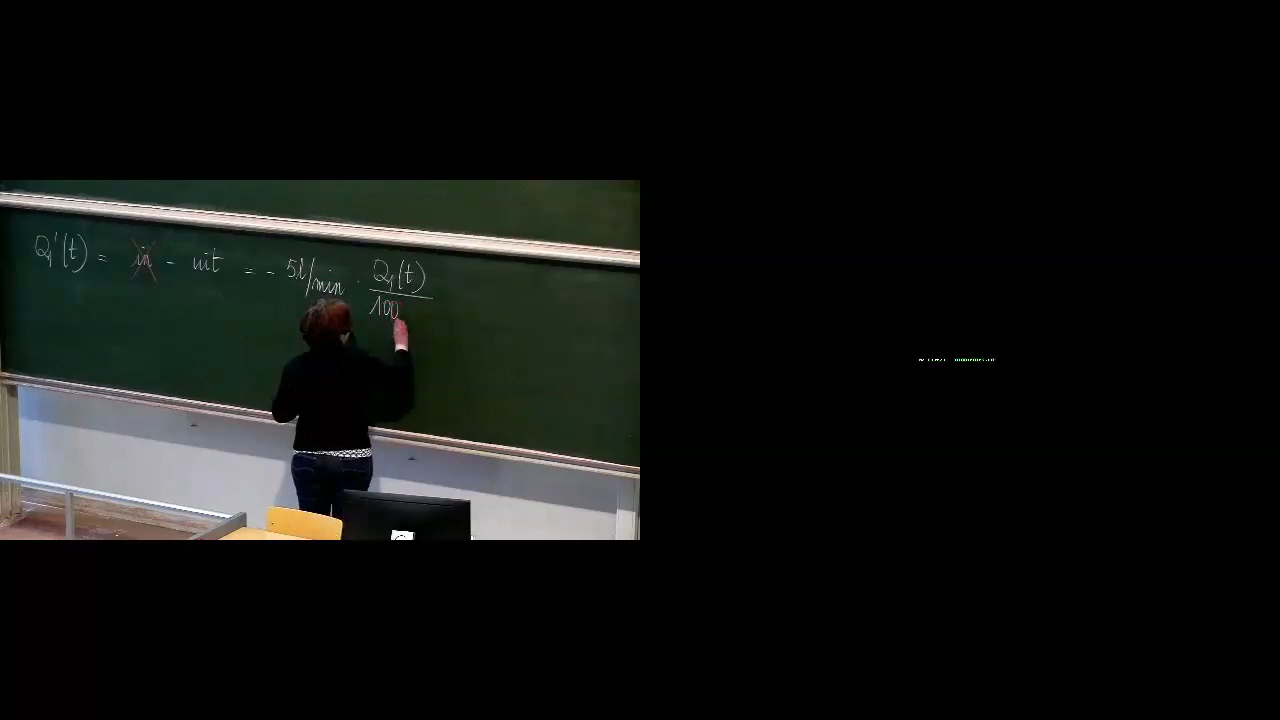 Q₁'(t) = in - uit = - 5l/min · Q₁(t)
100